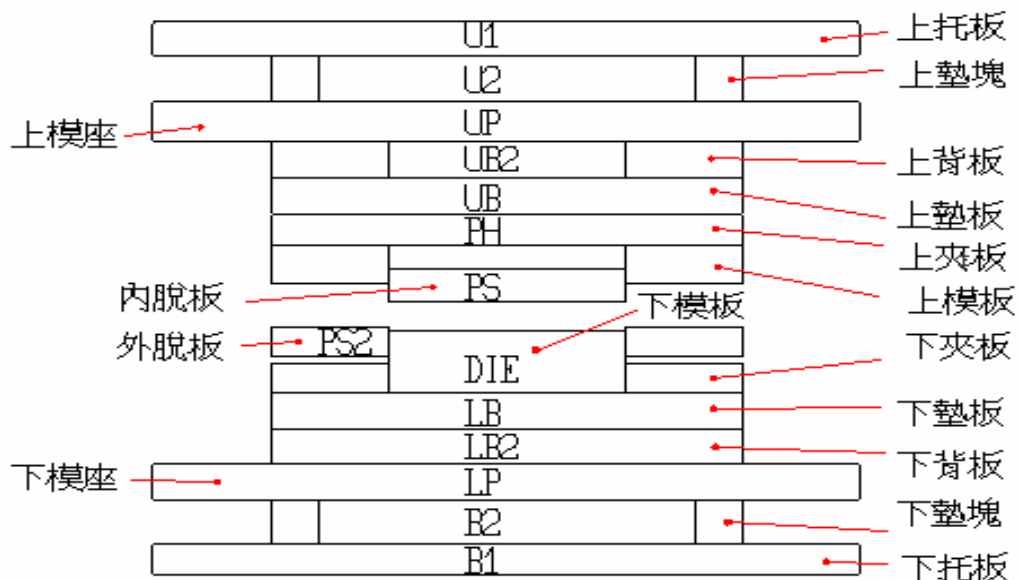 U1
上托板
U2
上墊塊
上模座
UP
UB2
上背板
UB
上墊板
PH
上夾板
內脫板
PS
上模板
下模板
外脫板
PS2
下夾板
DIE
LB
下墊板
LB2
下背板
下模座
LP
B2
下墊塊
B1
下托板